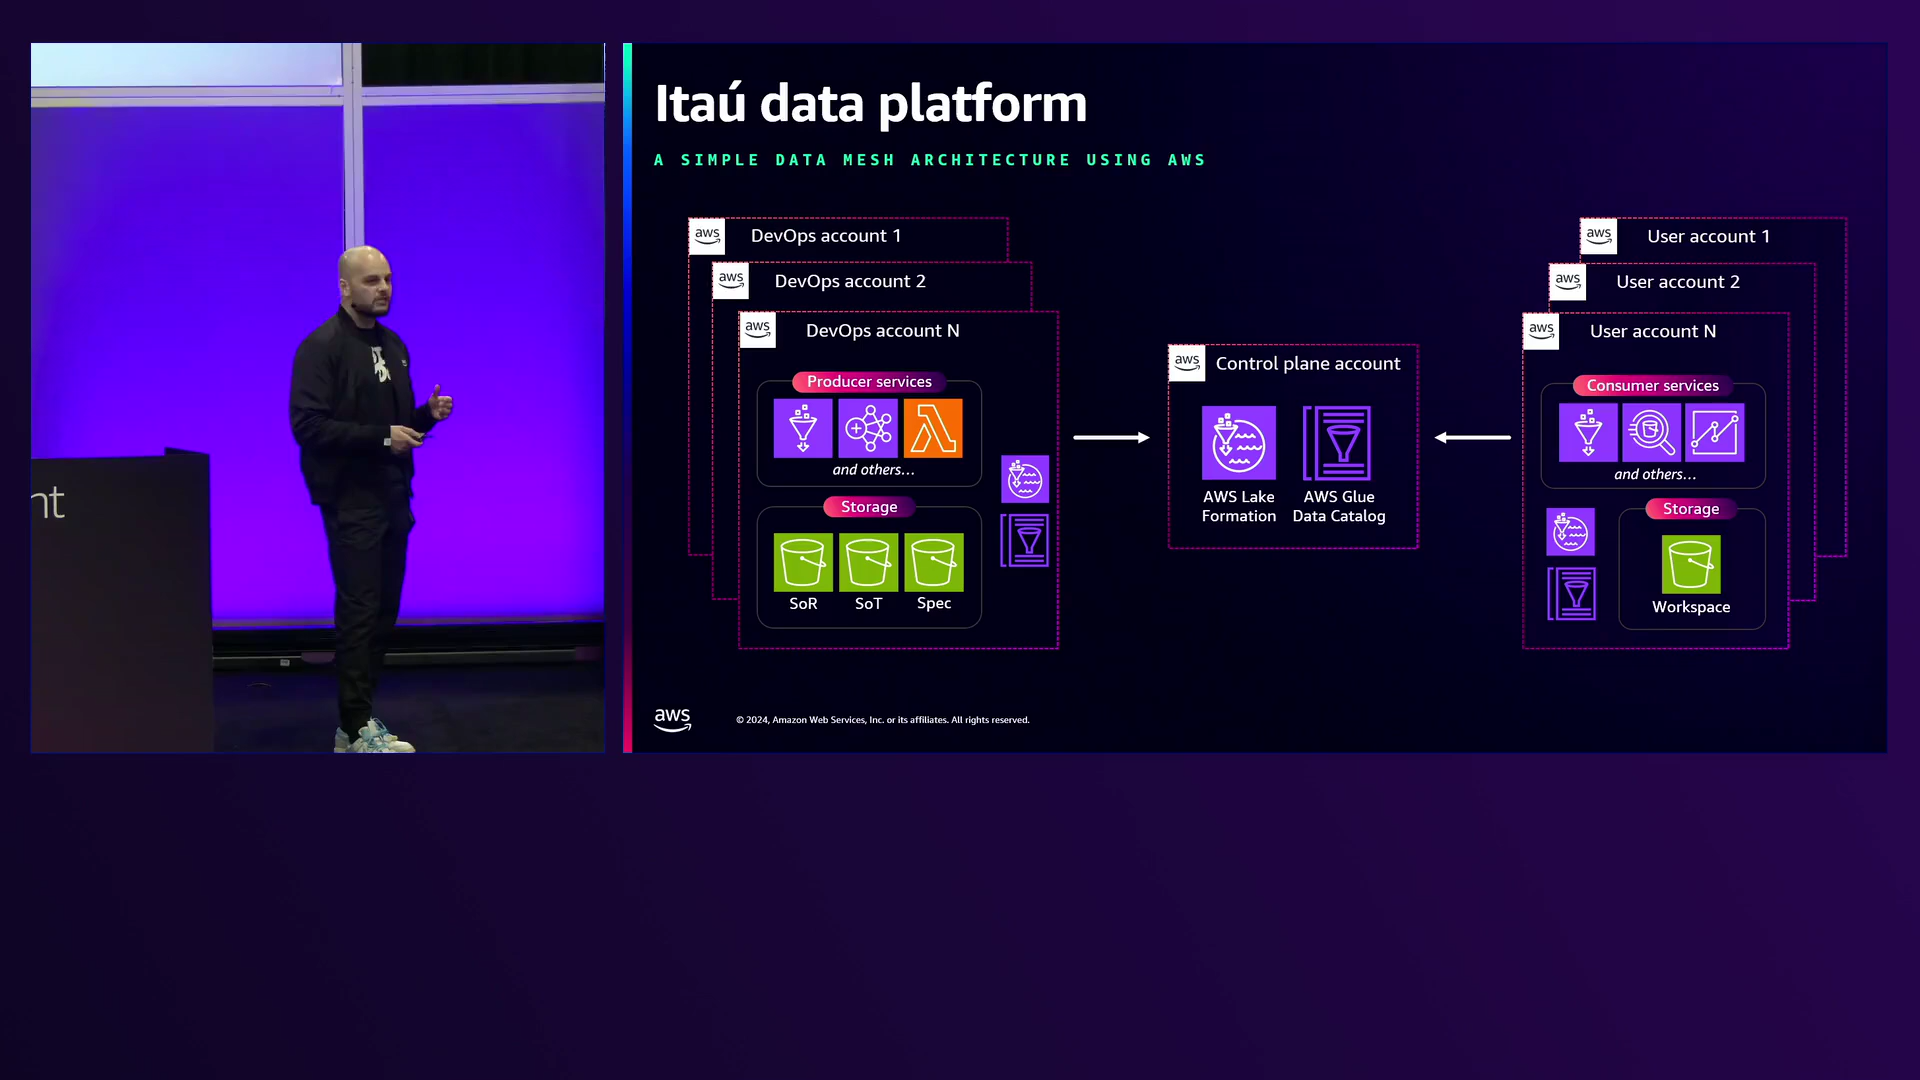 nt
Itaú data platform
A SIMPLE DATA MESH ARCHITECTURE USING AWS
aws
DevOps account 1
aws
DevOps account 2
aws
DevOps account N
Producer services
and others...
Storage
SoR
SoT
Spec
aws
Control plane account
AWS Lake
Formation
AWS Glue
Data Catalog
aws
User account 1
aws
User account 2
aws
User account N
Consumer services
and others...
Storage
Workspace
aws
© 2024, Amazon Web Services, Inc. or its affiliates. All rights reserved.